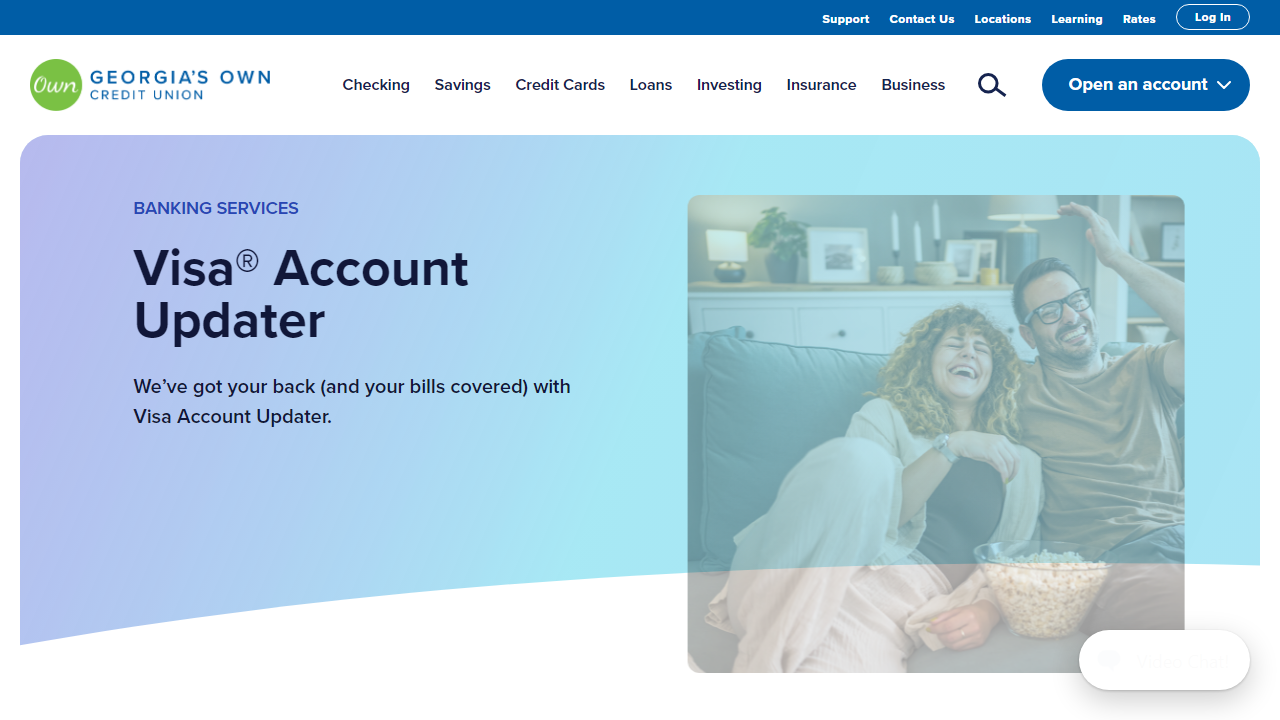 Support Contact Us Locations Learning Rates Log In
Own GEORGIA'S OWN
CREDIT UNION
Checking Savings Credit Cards Loans Investing Insurance Business Open an account
BANKING SERVICES
Visa® Account
Updater
We've got your back (and your bills covered) with
Visa Account Updater.